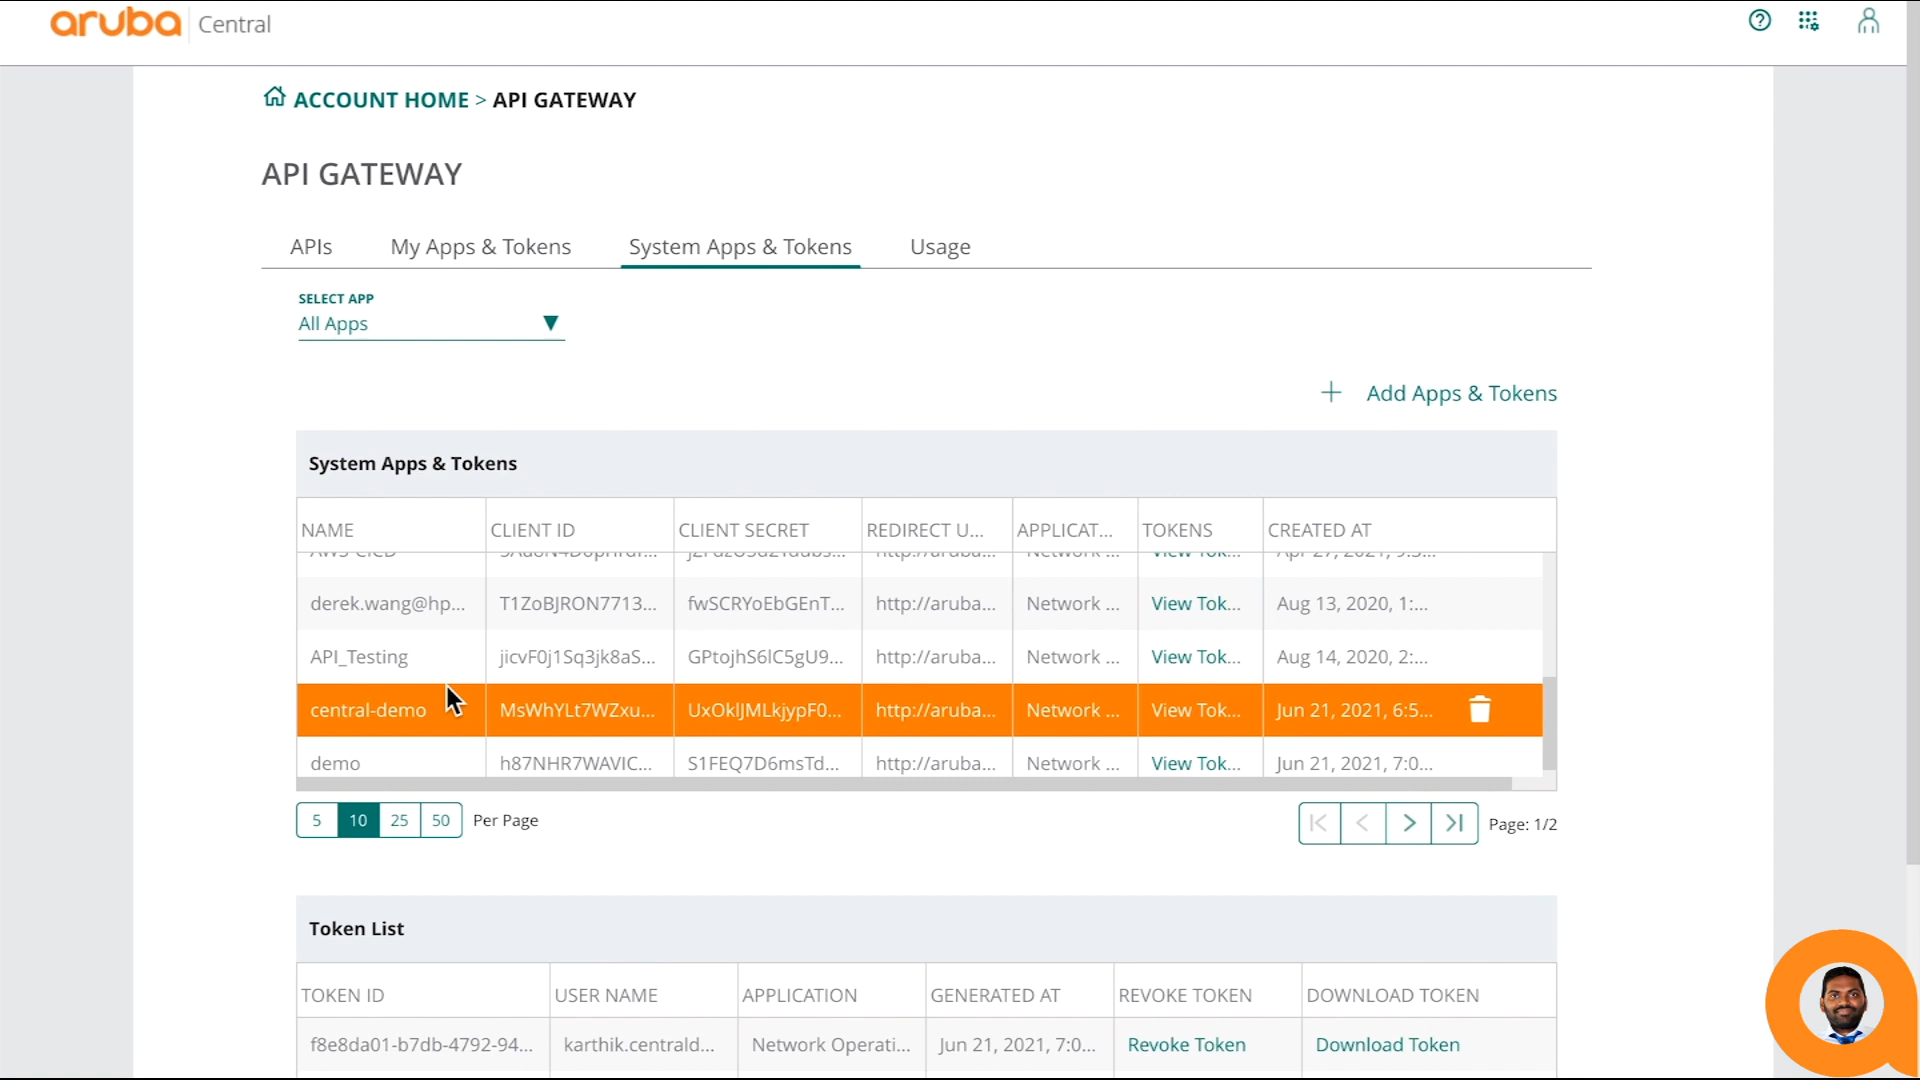 aruba Central
ACCOUNT HOME > API GATEWAY
API GATEWAY
APIs My Apps & Tokens System Apps & Tokens Usage
SELECT APP
All Apps
Add Apps & Tokens
System Apps & Tokens
NAME CLIENT ID CLIENT SECRET REDIRECT U... APPLICAT... TOKENS CREATED AT
derek.wang@hp... T1ZoBJRON7713... fwSCRYoEbGEnT... http://aruba... Network ... View Tok... Aug 13, 2020, 1:...
API_Testing jicvF0j1Sq3jk8aS... GPtojhS6lC5gU9... http://aruba... Network ... View Tok... Aug 14, 2020, 2:...
central-demo MsWhYLt7WZxu... UxOklJMLkjypF0... http://aruba... Network ... View Tok... Jun 21, 2021, 6:5...
demo h87NHR7WAVIC... S1FEQ7D6msTd... http://aruba... Network ... View Tok... Jun 21, 2021, 7:0...
5 10 25 50 Per Page Page: 1/2
Token List
TOKEN ID USER NAME APPLICATION GENERATED AT REVOKE TOKEN DOWNLOAD TOKEN
f8e8da01-b7db-4792-94... karthik.centrald... Network Operati... Jun 21, 2021, 7:0... Revoke Token Download Token